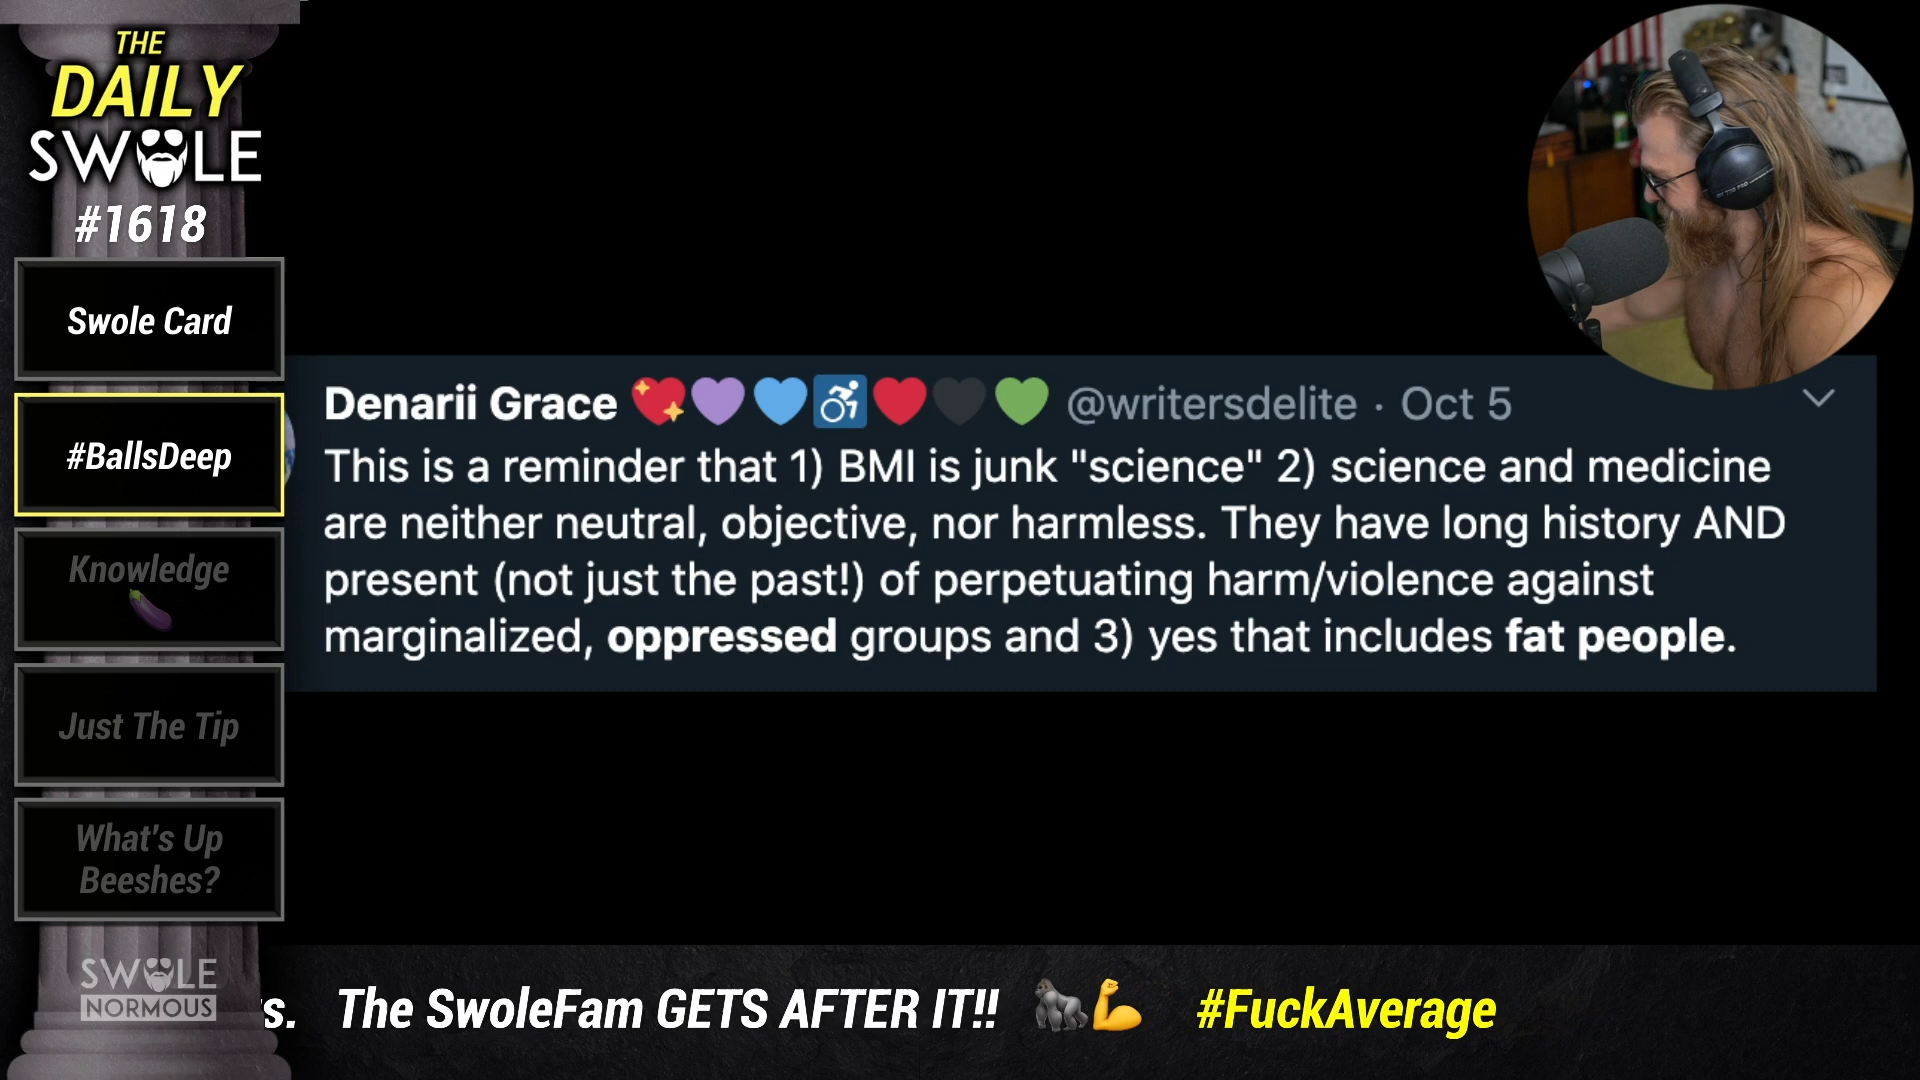 THE
DAILY
SWOLE
#1618
Swole Card
#BallsDeep
Knowledge
Just The Tip
What's Up
Beeshes?
SWOLE
NORMOUS
Denarii Grace 💖💜💙♿❤️🖤💚 @writersdelite · Oct 5
This is a reminder that 1) BMI is junk "science" 2) science and medicine
are neither neutral, objective, nor harmless. They have long history AND
present (not just the past!) of perpetuating harm/violence against
marginalized, oppressed groups and 3) yes that includes fat people.
The SwoleFam GETS AFTER IT!! 🦍💪 #FuckAverage